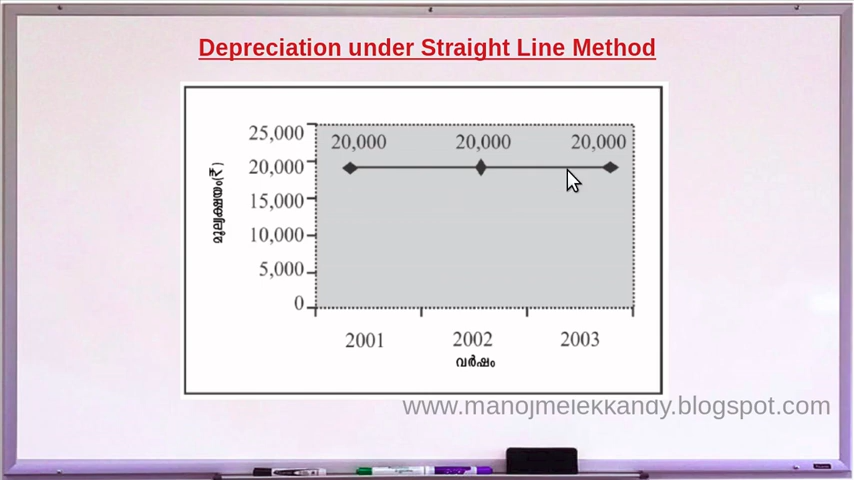 Depreciation under Straight Line Method
25,000
20,000 20,000 20,000
20,000
15,000
10,000
5,000
0
മൂല്യക്ഷയം(₹)
2001 2002 2003
വർഷം
www.manojmelekkandy.blogspot.com